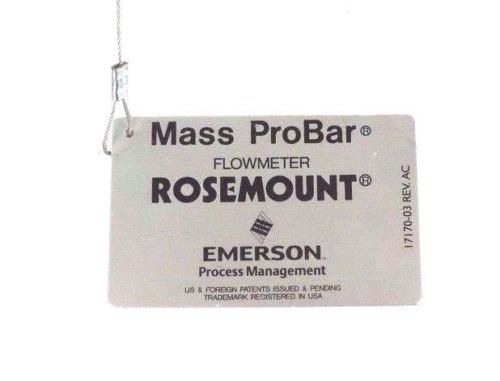 Mass ProBar®
FLOWMETER
ROSEMOUNT®
EMERSON™
Process Management
US & FOREIGN PATENTS ISSUED & PENDING
TRADEMARK REGISTERED IN USA
17170-03 REV. AC